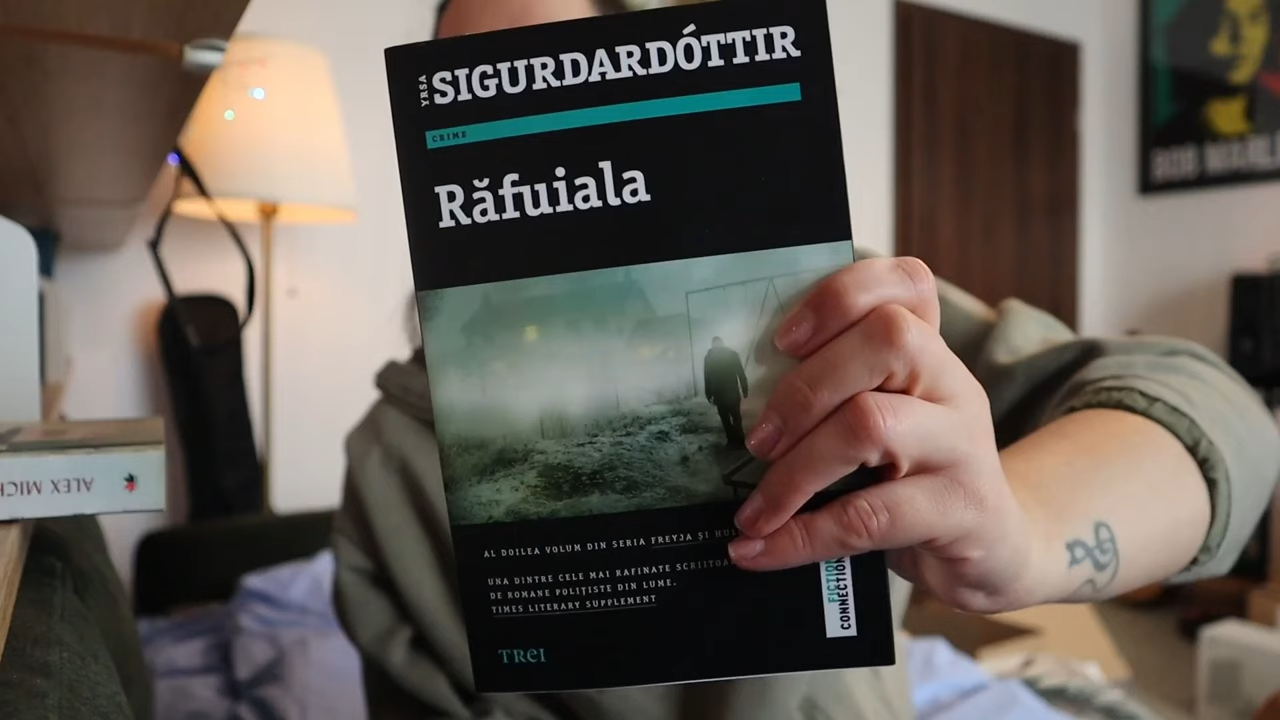 YRSA
SIGURDARDÓTTIR
CRIME
Răfuiala
AL DOILEA VOLUM DIN SERIA FREYJA ȘI
UNA DINTRE CELE MAI RAFINATE
DE ROMANE POLIȚISTE DIN LUME.
TIMES LITERARY SUPPLEMENT
TREI
FICTION
CONNECTION
ALEX
BOB